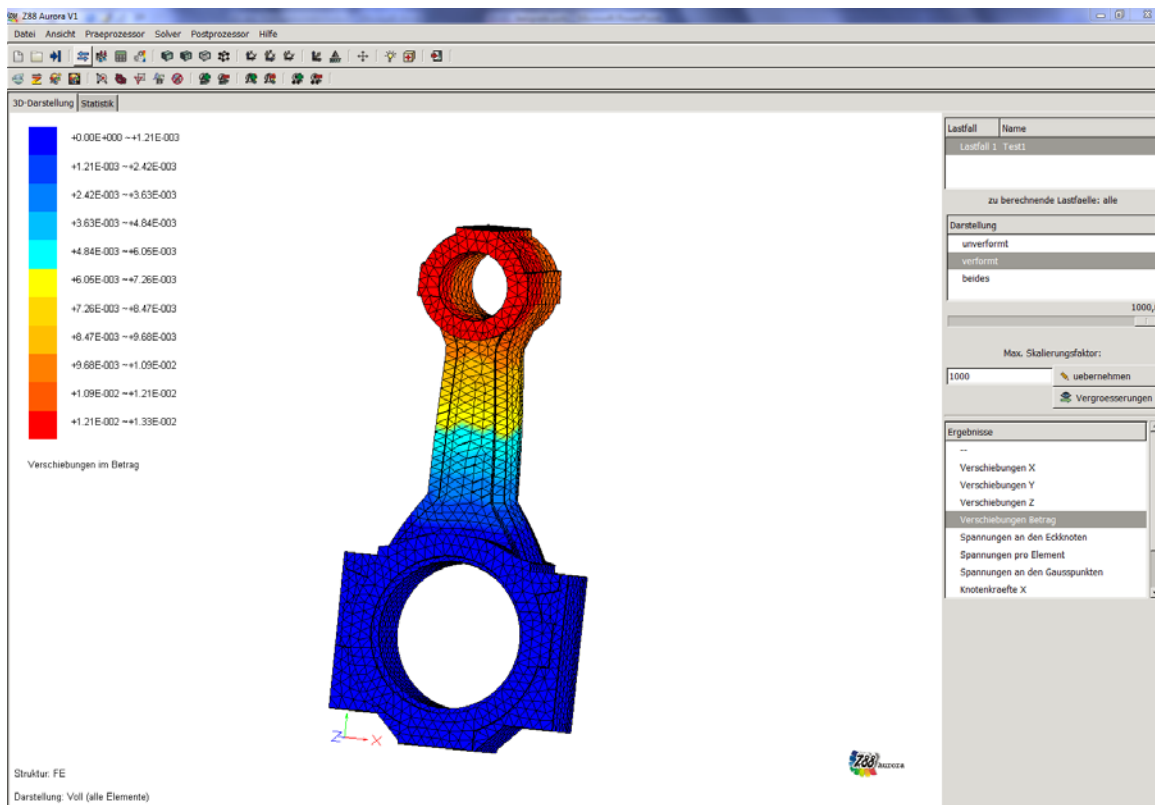 Z88 Aurora V1
Datei Ansicht Praeprozessor Solver Postprozessor Hilfe
3D-Darstellung Statistik
+0.00E+000 ~+1.21E-003
+1.21E-003 ~+2.42E-003
+2.42E-003 ~+3.63E-003
+3.63E-003 ~+4.84E-003
+4.84E-003 ~+6.05E-003
+6.05E-003 ~+7.26E-003
+7.26E-003 ~+8.47E-003
+8.47E-003 ~+9.68E-003
+9.68E-003 ~+1.09E-002
+1.09E-002 ~+1.21E-002
+1.21E-002 ~+1.33E-002
Verschiebungen im Betrag
Z X
Struktur: FE
Darstellung: Voll (alle Elemente)
Z88 Aurora
Lastfall Name
Lastfall 1 Test1
zu berechnende Lastfaelle: alle
Darstellung
unverformt
verformt
beides
1000,
Max. Skalierungsfaktor:
1000 uebernehmen
Vergroesserungen
Ergebnisse
--
Verschiebungen X
Verschiebungen Y
Verschiebungen Z
Verschiebungen Betrag
Spannungen an den Eckknoten
Spannungen pro Element
Spannungen an den Gausspunkten
Knotenkraefte X